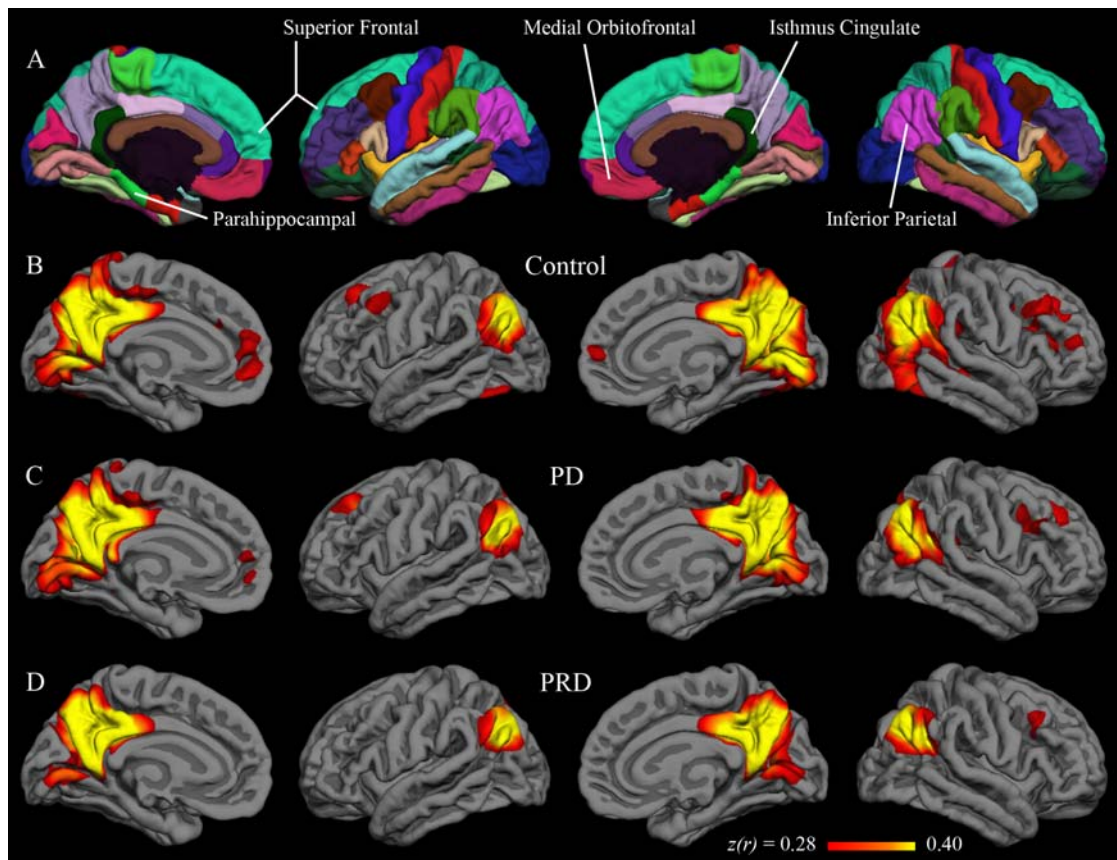 Superior Frontal
Medial Orbitofrontal
Isthmus Cingulate
A
Parahippocampal
Inferior Parietal
B
Control
C
PD
D
PRD
z(r) = 0.28
0.40